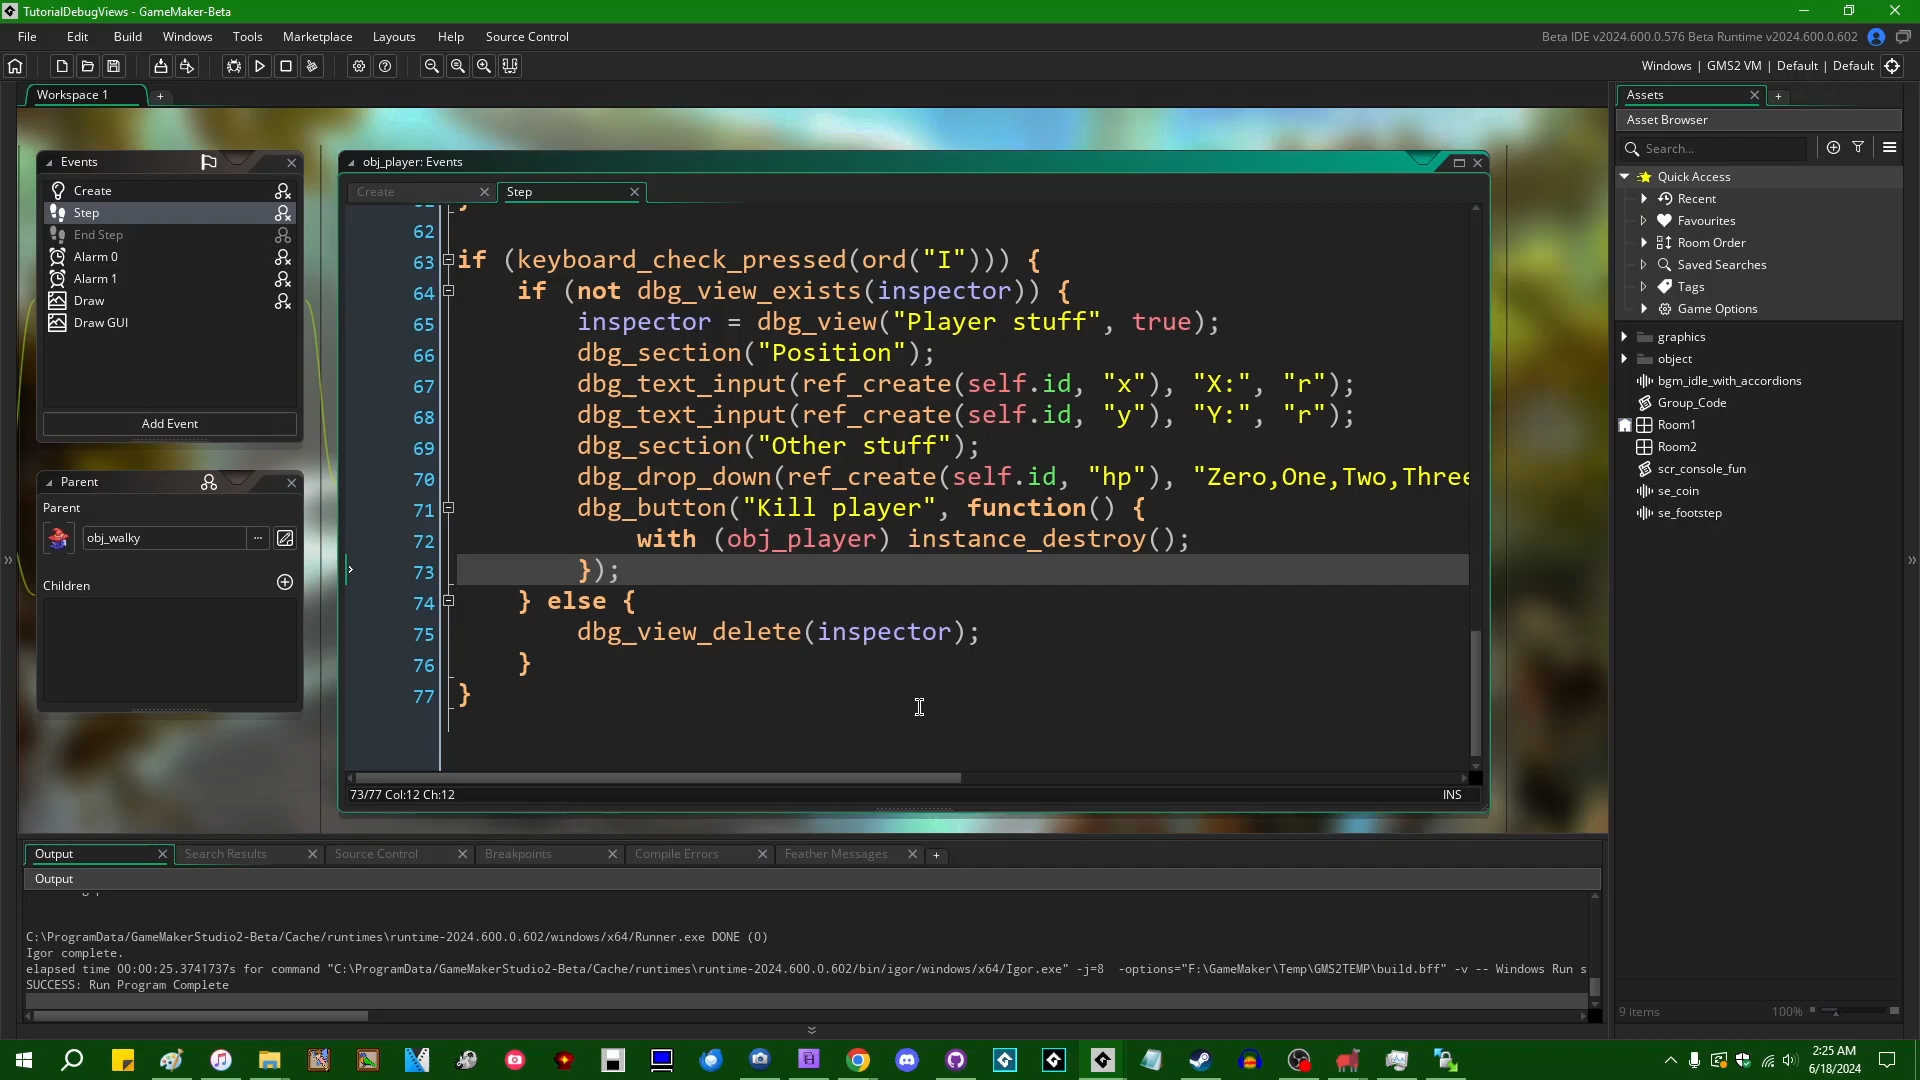 TutorialDebugViews - GameMaker-Beta
File Edit Build Windows Tools Marketplace Layouts Help Source Control
Beta IDE v2024.600.0.576 Beta Runtime v2024.600.0.602
Windows | GMS2 VM | Default | Default
Workspace 1
Events
Create
Step
End Step
Alarm 0
Alarm 1
Draw
Draw GUI
Add Event
Parent
Parent
obj_walky
Children
obj_player: Events
Create
Step
62
63 if (keyboard_check_pressed(ord("I"))) {
64 if (not dbg_view_exists(inspector)) {
65 inspector = dbg_view("Player stuff", true);
66 dbg_section("Position");
67 dbg_text_input(ref_create(self.id, "x"), "X:", "r");
68 dbg_text_input(ref_create(self.id, "y"), "Y:", "r");
69 dbg_section("Other stuff");
70 dbg_drop_down(ref_create(self.id, "hp"), "Zero,One,Two,Three
71 dbg_button("Kill player", function() {
72 with (obj_player) instance_destroy();
73 });
74 } else {
75 dbg_view_delete(inspector);
76 }
77 }
73/77 Col:12 Ch:12
INS
Assets
Asset Browser
Search...
Quick Access
Recent
Favourites
Room Order
Saved Searches
Tags
Game Options
graphics
object
bgm_idle_with_accordions
Group_Code
Room1
Room2
scr_console_fun
se_coin
se_footstep
9 items
100%
Output Search Results Source Control Breakpoints Compile Errors Feather Messages
Output
C:\ProgramData/GameMakerStudio2-Beta/Cache/runtimes\runtime-2024.600.0.602/windows/x64/Runner.exe DONE (0)
Igor complete.
elapsed time 00:00:25.3741737s for command "C:\ProgramData/GameMakerStudio2-Beta/Cache/runtimes\runtime-2024.600.0.602/bin/igor/windows/x64/Igor.exe" -j=8 -options="F:\GameMaker\Temp\GMS2TEMP\build.bff" -v -- Windows Run s
SUCCESS: Run Program Complete
2:25 AM
6/18/2024